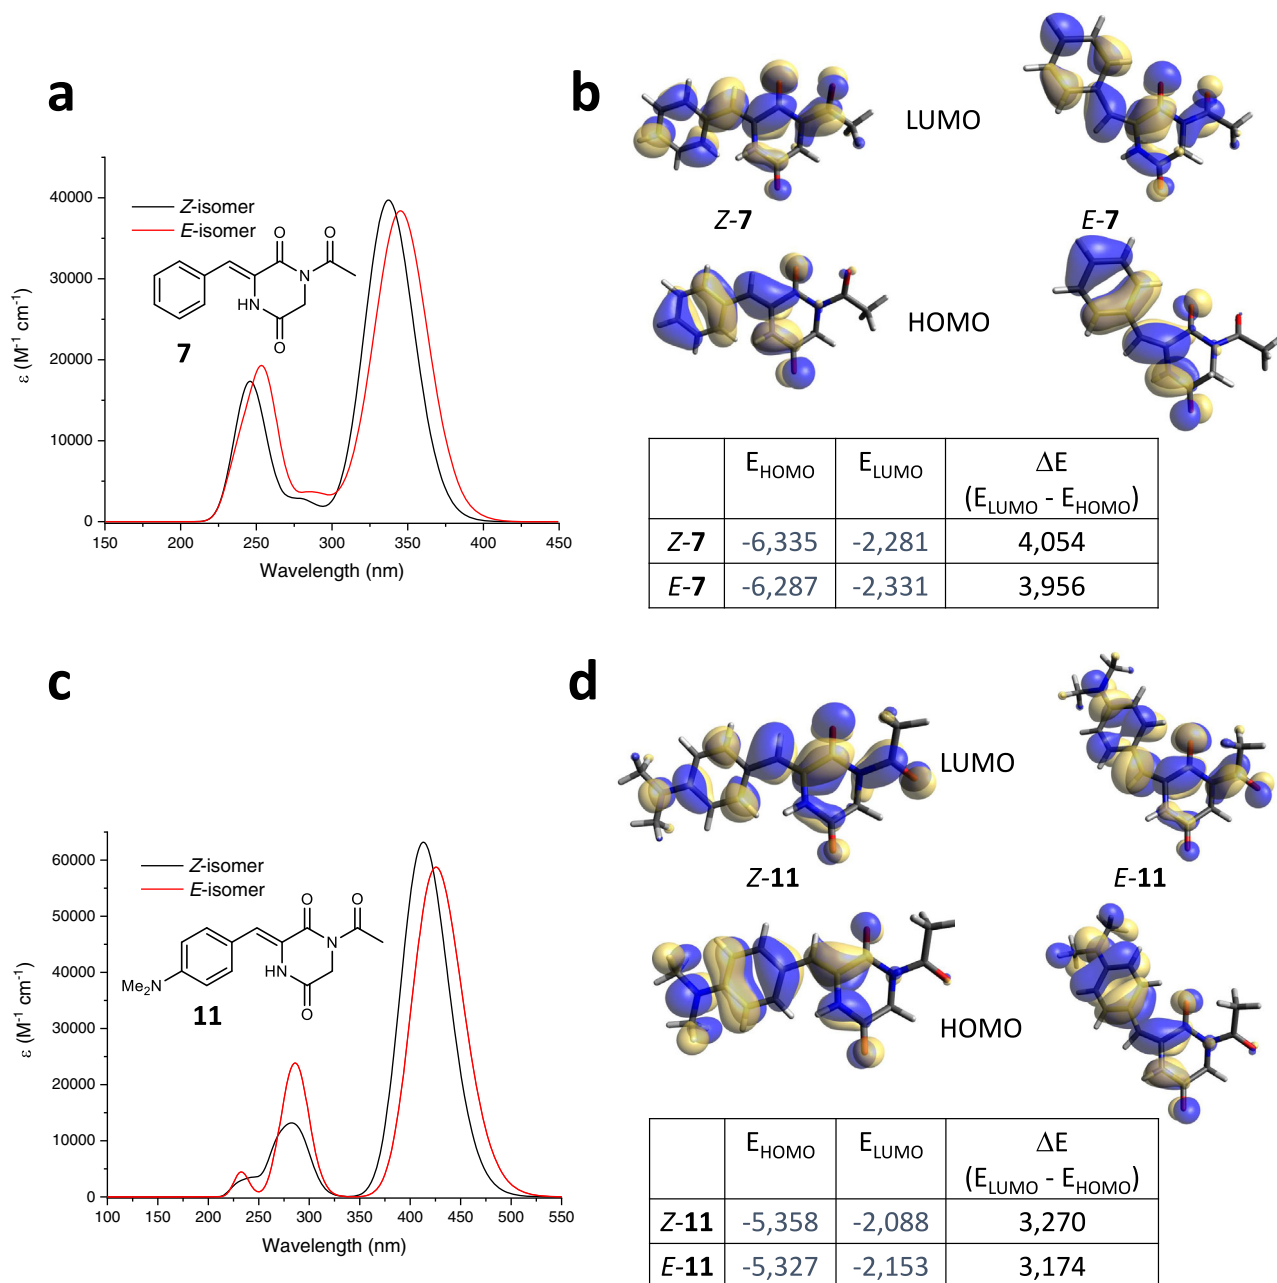 a
40000
30000
20000
10000
0
ε (M⁻¹ cm⁻¹)
Z-isomer
E-isomer
O
O
N
HN
O
7
150
200
250
300
350
400
450
Wavelength (nm)
b
LUMO
Z-7
E-7
HOMO
E_HOMO E_LUMO ΔE
(E_LUMO - E_HOMO)
Z-7 -6,335 -2,281 4,054
E-7 -6,287 -2,331 3,956
c
60000
50000
40000
30000
20000
10000
0
ε (M⁻¹ cm⁻¹)
Z-isomer
E-isomer
O
O
N
HN
Me₂N
O
11
100
150
200
250
300
350
400
450
500
550
Wavelength (nm)
d
LUMO
Z-11
E-11
HOMO
E_HOMO E_LUMO ΔE
(E_LUMO - E_HOMO)
Z-11 -5,358 -2,088 3,270
E-11 -5,327 -2,153 3,174